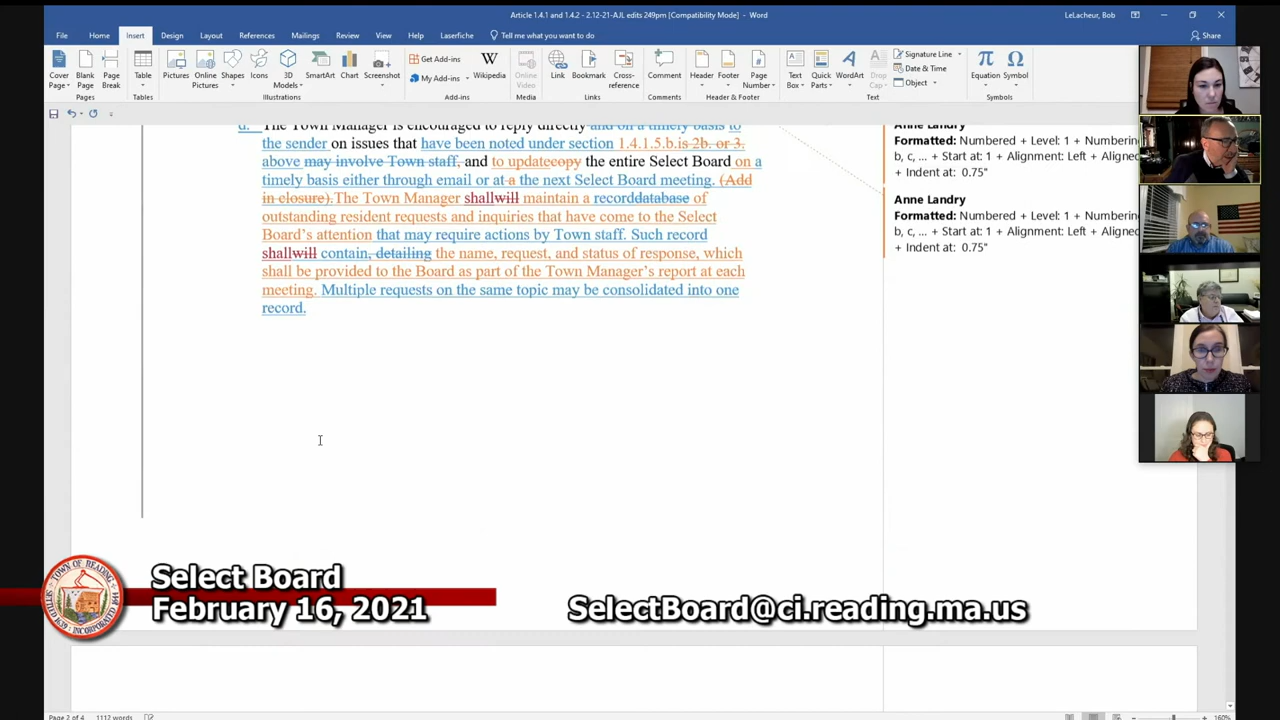 Article 1.4.1 and 1.4.2 - 2.12-21-AJL edits 249pm [Compatibility Mode] - Word
LeLacheur, Bob
File Home Insert Design Layout References Mailings Review View Help Laserfiche Tell me what you want to do
Share
Cover Page
Blank Page
Page Break
Pages
Table
Tables
Pictures
Online Pictures
Shapes
Icons
3D Models
SmartArt
Chart
Screenshot
Illustrations
Get Add-ins
My Add-ins
Wikipedia
Add-ins
Online Video
Media
Link
Bookmark
Cross-reference
Links
Comment
Comments
Header
Footer
Page Number
Header & Footer
Text Box
Quick Parts
WordArt
Drop Cap
Signature Line
Date & Time
Object
Text
Equation
Symbol
Symbols
d. The Town Manager is encouraged to reply directly and on a timely basis to
the sender on issues that have been noted under section 1.4.1.5.b.is 2b. or 3.
above may involve Town staff, and to updatecopy the entire Select Board on a
timely basis either through email or at a the next Select Board meeting. (Add
in closure).The Town Manager shallwill maintain a recorddatabase of
outstanding resident requests and inquiries that have come to the Select
Board's attention that may require actions by Town staff. Such record
shallwill contain, detailing the name, request, and status of response, which
shall be provided to the Board as part of the Town Manager's report at each
meeting. Multiple requests on the same topic may be consolidated into one
record.
Anne Landry
Formatted: Numbered + Level: 1 + Numbering
b, c, ... + Start at: 1 + Alignment: Left + Aligned
+ Indent at: 0.75"
Anne Landry
Formatted: Numbered + Level: 1 + Numbering
b, c, ... + Start at: 1 + Alignment: Left + Aligned
+ Indent at: 0.75"
TOWN OF READING
SETTLED 1639 INCORPORATED 1644
Select Board
February 16, 2021
SelectBoard@ci.reading.ma.us
Page 2 of 4 1112 words
160%